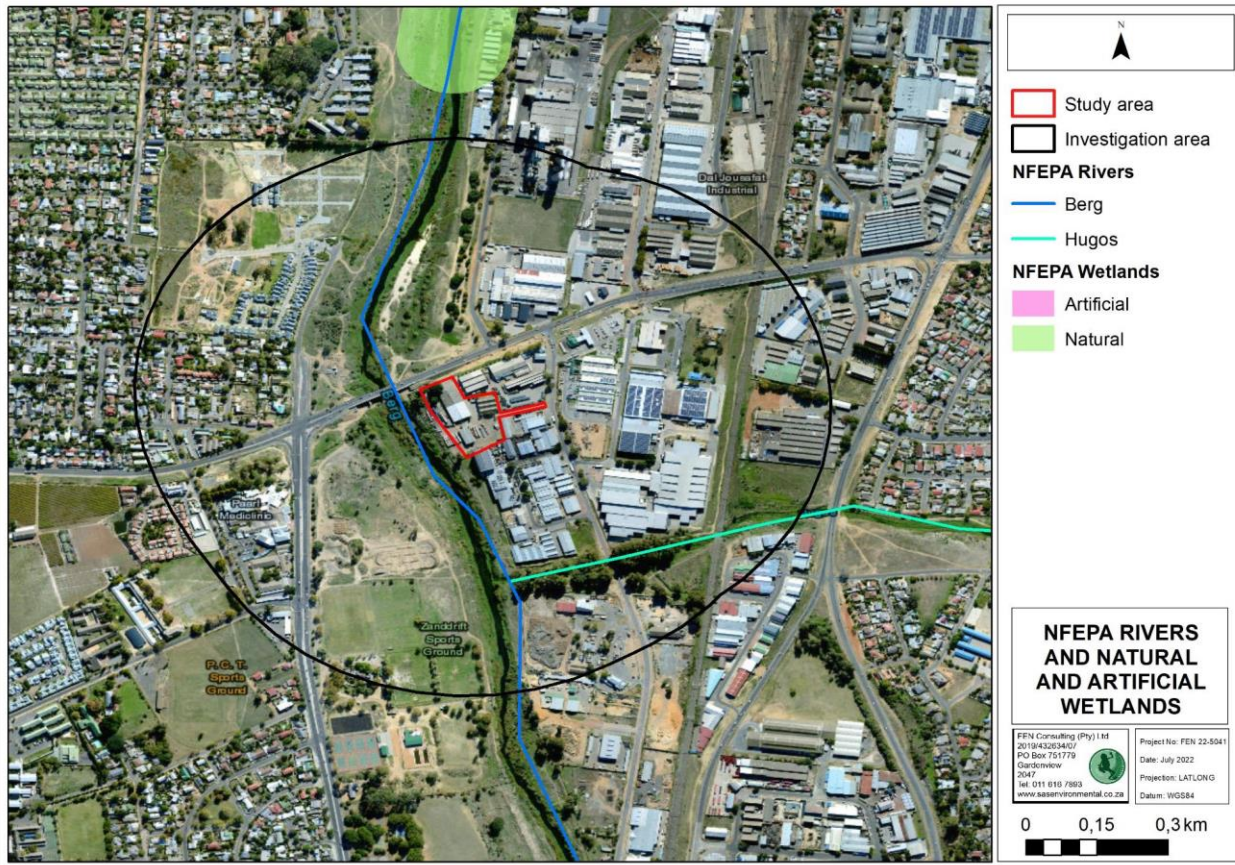 Dal Jousafat
Industrial
Berg
Paarl
Mediclinic
Zanddrift
Sports
Ground
P. C. T.
Sports
Ground
N
Study area
Investigation area
NFEPA Rivers
Berg
Hugos
NFEPA Wetlands
Artificial
Natural
NFEPA RIVERS
AND NATURAL
AND ARTIFICIAL
WETLANDS
FEN Consulting (Pty) Ltd
2019/432634/07
PO Box 751779
Gardenview
2047
Tel: 011 616 7893
www.sasenvironmental.co.za
Project No: FEN 22-5041
Date: July 2022
Projection: LATLONG
Datum: WGS84
0 0,15 0,3 km